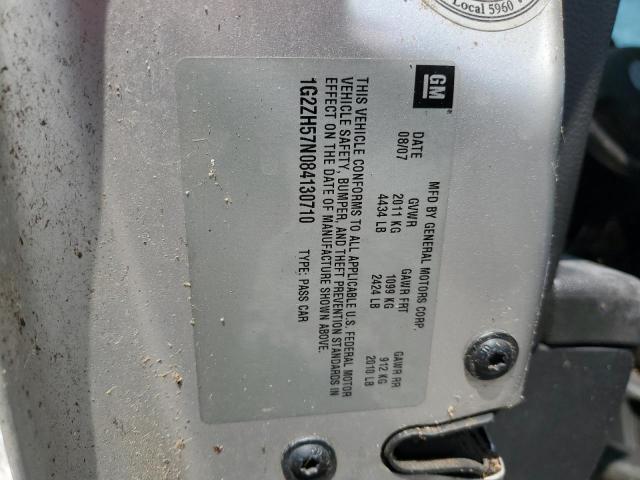 Local 5960
GM
MFD BY GENERAL MOTORS CORP.
DATE GVWR GAWR FRT GAWR RR
08/07 2011 KG 1099 KG 912 KG
4434 LB 2424 LB 2010 LB
THIS VEHICLE CONFORMS TO ALL APPLICABLE U.S. FEDERAL MOTOR
VEHICLE SAFETY, BUMPER, AND THEFT PREVENTION STANDARDS IN
EFFECT ON THE DATE OF MANUFACTURE SHOWN ABOVE.
1G2ZH57N084130710 TYPE: PASS CAR